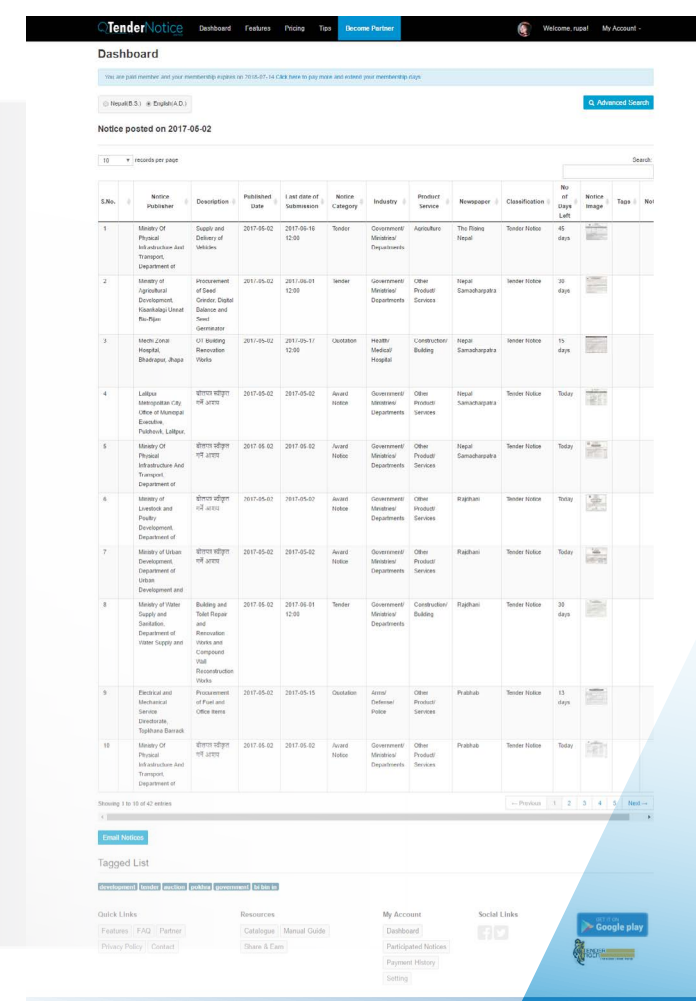 TenderNotice Dashboard Features Pricing Tips Become Partner Welcome, rupa! My Account
Dashboard
You are paid member and your membership expires on 2018-07-14 Click here to pay more and extend your membership days.
Nepali(B.S.) English(A.D.) Advanced Search
Notice posted on 2017-05-02
10 records per page Search:
S.No. Notice Publisher Description Published Date Last date of Submission Notice Category Industry Product Service Newspaper Classification No of Days Left Notice Image Tags Not
1 Ministry Of Physical Infrastructure And Transport, Department of Supply and Delivery of Vehicles 2017-05-02 2017-06-16 12:00 Tender Government/ Ministries/ Departments Agriculture The Rising Nepal Tender Notice 45 days
2 Ministry of Agricultural Development, Unnat Procurement of Seed Grinder, Digital Balance and Seed Germinator 2017-05-02 2017-06-01 12:00 Tender Government/ Ministries/ Departments Other Product/ Services Nepal Samacharpatra Tender Notice 30 days
3 Mechi Zonal Hospital, Bhadrapur, Jhapa OT Building Renovation Works 2017-05-02 2017-05-17 12:00 Quotation Health/ Medical/ Hospital Construction/ Building Nepal Samacharpatra Tender Notice 15 days
4 Lalitpur Metropolitan City Office of Municipal Executive, Pulchowk, Lalitpur, बोलपत्र स्वीकृत गर्ने आशय 2017-05-02 2017-05-02 Award Notice Government/ Ministries/ Departments Other Product/ Services Nepal Samacharpatra Tender Notice Today
5 Ministry Of Physical Infrastructure And Transport, Department of बोलपत्र स्वीकृत गर्ने आशय 2017-05-02 2017-05-02 Award Notice Government/ Ministries/ Departments Other Product/ Services Nepal Samacharpatra Tender Notice Today
6 Ministry of Livestock and Poultry Development, Department of बोलपत्र स्वीकृत गर्ने आशय 2017-05-02 2017-05-02 Award Notice Government/ Ministries/ Departments Other Product/ Services Rajdhani Tender Notice Today
7 Ministry of Urban Development, Department of Urban Development and बोलपत्र स्वीकृत गर्ने आशय 2017-05-02 2017-05-02 Award Notice Government/ Ministries/ Departments Other Product/ Services Rajdhani Tender Notice Today
8 Ministry of Water Supply and Sanitation, Department of Water Supply and Building and Toilet Repair and Renovation Works and Compound Wall Reconstruction Works 2017-05-02 2017-06-01 12:00 Tender Government/ Ministries/ Departments Construction/ Building Rajdhani Tender Notice 30 days
9 Electrical and Mechanical Service Directorate, Topkhana Barrack Procurement of Fuel and Office Items 2017-05-02 2017-05-15 Quotation Arms/ Defense/ Police Other Product/ Services Prabhab Tender Notice 13 days
10 Ministry Of Physical Infrastructure And Transport, Department of बोलपत्र स्वीकृत गर्ने आशय 2017-05-02 2017-05-02 Award Notice Government/ Ministries/ Departments Other Product/ Services Prabhab Tender Notice Today
Showing 1 to 10 of 42 entries ← Previous 1 2 3 4 5 Next →
Email Notices
Tagged List
development tender auction pokhra government
Quick Links Resources My Account Social Links
Features FAQ Partner Catalogue Manual Guide Dashboard GET IT ON Google play
Privacy Policy Contact Share & Earn Participated Notices
Payment History
Setting